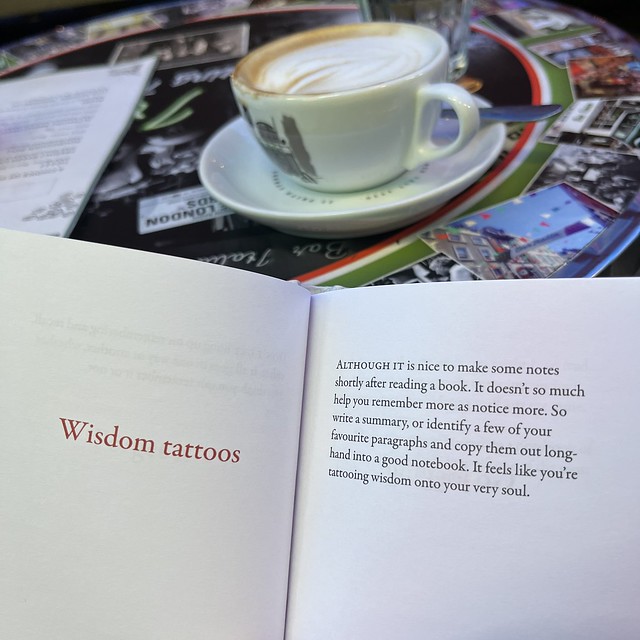 LONDON
Bar Italia
Wisdom tattoos
ALTHOUGH IT is nice to make some notes
shortly after reading a book. It doesn't so much
help you remember more as notice more. So
write a summary, or identify a few of your
favourite paragraphs and copy them out long-
hand into a good notebook. It feels like you're
tattooing wisdom onto your very soul.